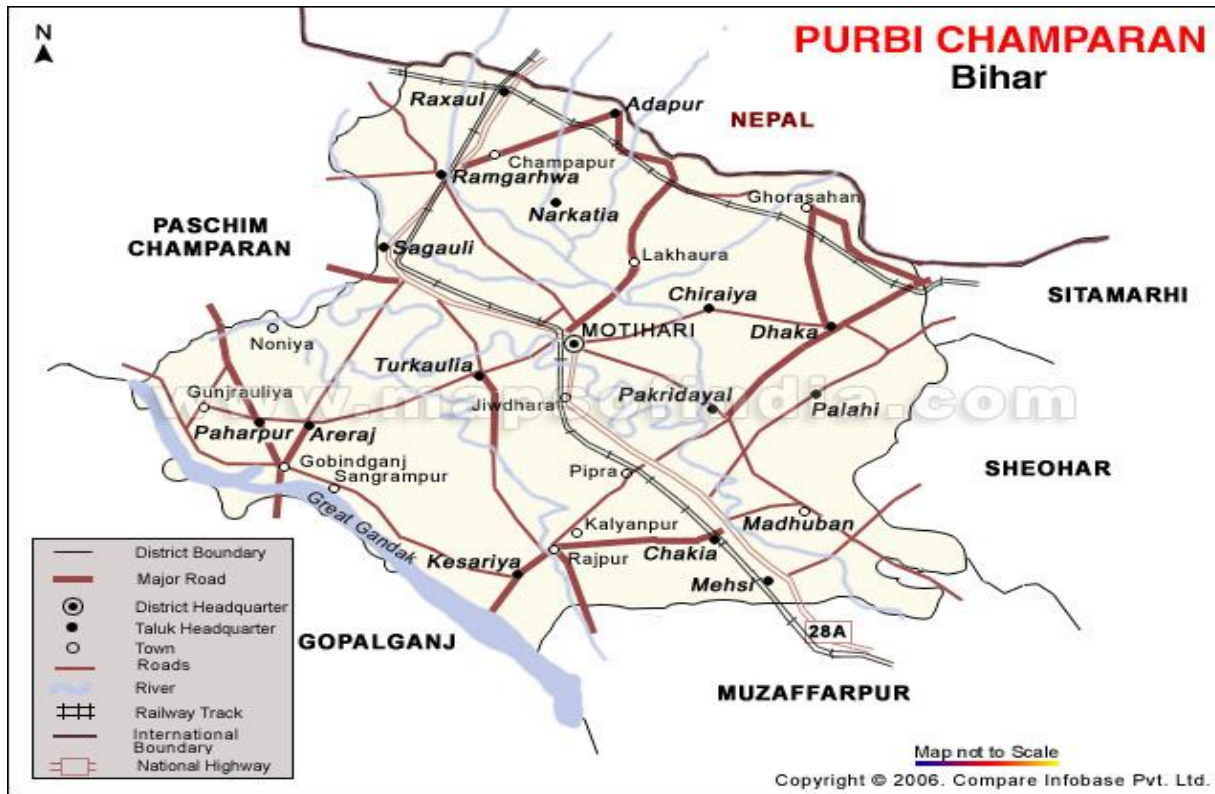 N
PURBI CHAMPARAN
Bihar
Raxaul
Adapur
NEPAL
Champapur
Ramgarhwa
Ghorasahan
Narkatia
PASCHIM
CHAMPARAN
Sagauli
Lakhaura
SITAMARHI
Chiraiya
Dhaka
MOTIHARI
Noniya
Turkaulia
www.mapsofindia.com
Gunjrauliya
Jiwdharat
Pakridayal
Palahi
Paharpur
Areraj
Gobindganj
Sangrampur
Pipra
SHEOHAR
Great Gandak
Madhuban
Kalyanpur
Chakia
Rajpur
Kesariya
Mehsi
28A
GOPALGANJ
MUZAFFARPUR
District Boundary
Major Road
District Headquarter
Taluk Headquarter
Town
Roads
River
Railway Track
International
Boundary
National Highway
Map not to Scale
Copyright © 2006. Compare Infobase Pvt. Ltd.